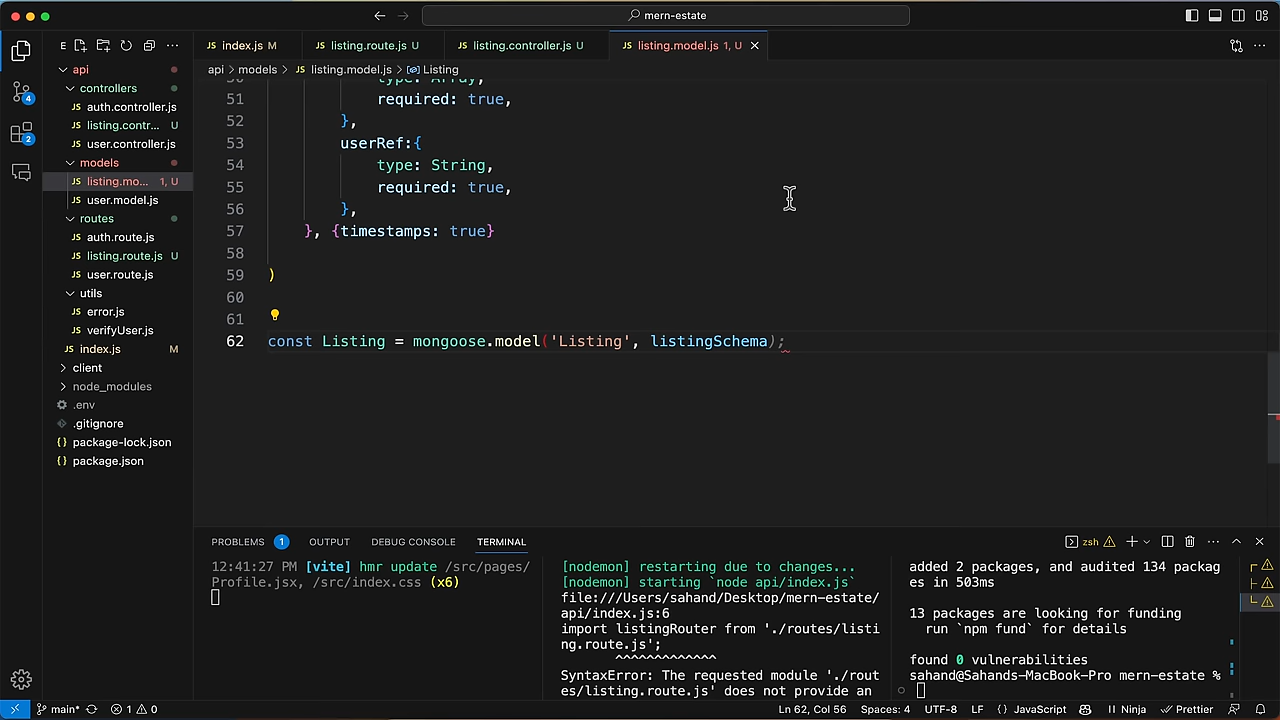 mern-estate
E
index.js M
listing.route.js U
listing.controller.js U
listing.model.js 1, U
api
controllers
auth.controller.js
listing.contr... U
user.controller.js
models
listing.mo... 1, U
user.model.js
routes
auth.route.js
listing.route.js U
user.route.js
utils
error.js
verifyUser.js
index.js M
client
node_modules
.env
.gitignore
package-lock.json
package.json
4
2
api > models > JS listing.model.js > Listing
50 type: Array,
51 required: true,
52 },
53 userRef:{
54 type: String,
55 required: true,
56 },
57 }, {timestamps: true}
58
59 )
60
61
62 const Listing = mongoose.model('Listing', listingSchema);
PROBLEMS 1 OUTPUT DEBUG CONSOLE TERMINAL
zsh
12:41:27 PM [vite] hmr update /src/pages/
Profile.jsx, /src/index.css (x6)
[nodemon] restarting due to changes...
[nodemon] starting `node api/index.js`
file:///Users/sahand/Desktop/mern-estate/
api/index.js:6
import listingRouter from './routes/listi
ng.route.js';
^^^^^^^^^^^^^
SyntaxError: The requested module './rout
es/listing.route.js' does not provide an
added 2 packages, and audited 134 packag
es in 503ms
13 packages are looking for funding
run `npm fund` for details
found 0 vulnerabilities
sahand@Sahands-MacBook-Pro mern-estate %
main* 1 0
Ln 62, Col 56 Spaces: 4 UTF-8 LF {} JavaScript Ninja Prettier